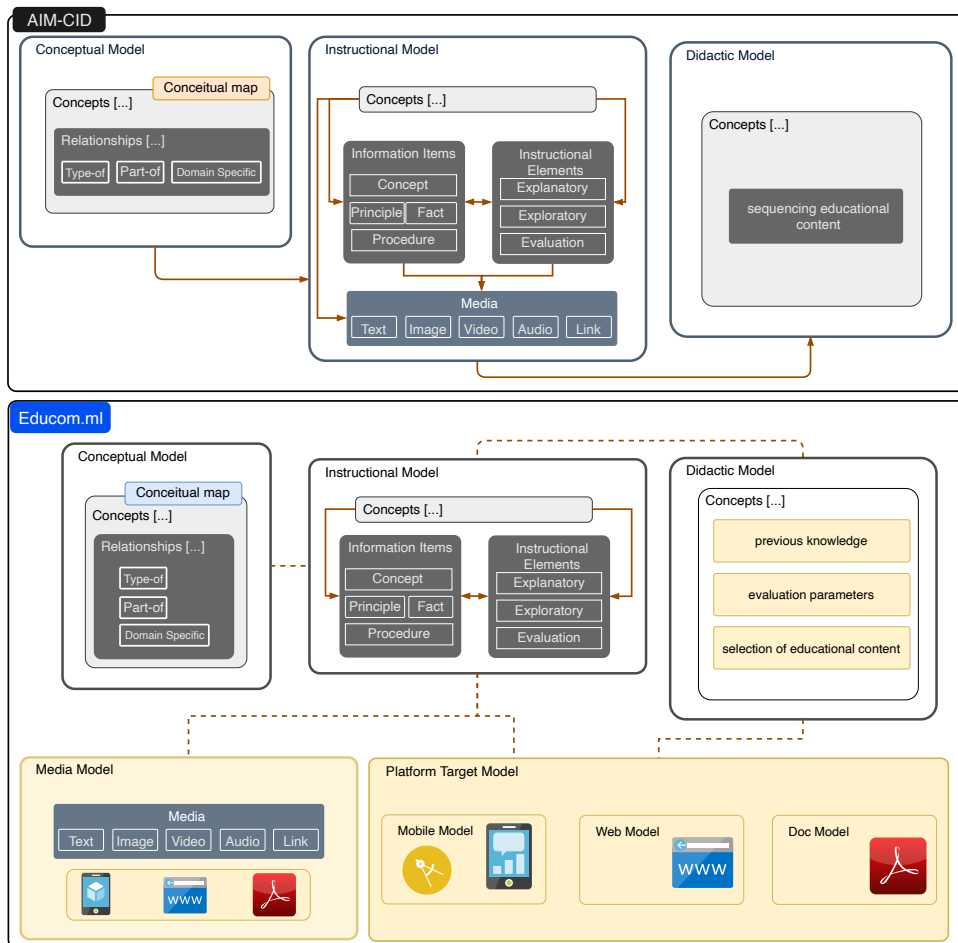 AIM-CID
Conceptual Model
Conceitual map
Concepts [...]
Relationships [...]
Type-of
Part-of
Domain Specific
Instructional Model
Concepts [...]
Information Items
Concept
Principle
Fact
Procedure
Instructional
Elements
Explanatory
Exploratory
Evaluation
Media
Text
Image
Video
Audio
Link
Didactic Model
Concepts [...]
sequencing educational
content
Educom.ml
Conceptual Model
Conceitual map
Concepts [...]
Relationships [...]
Type-of
Part-of
Domain Specific
Instructional Model
Concepts [...]
Information Items
Concept
Principle
Fact
Procedure
Instructional
Elements
Explanatory
Exploratory
Evaluation
Didactic Model
Concepts [...]
previous knowledge
evaluation parameters
selection of educational content
Media Model
Media
Text
Image
Video
Audio
Link
www
Platform Target Model
Mobile Model
Web Model
www
Doc Model